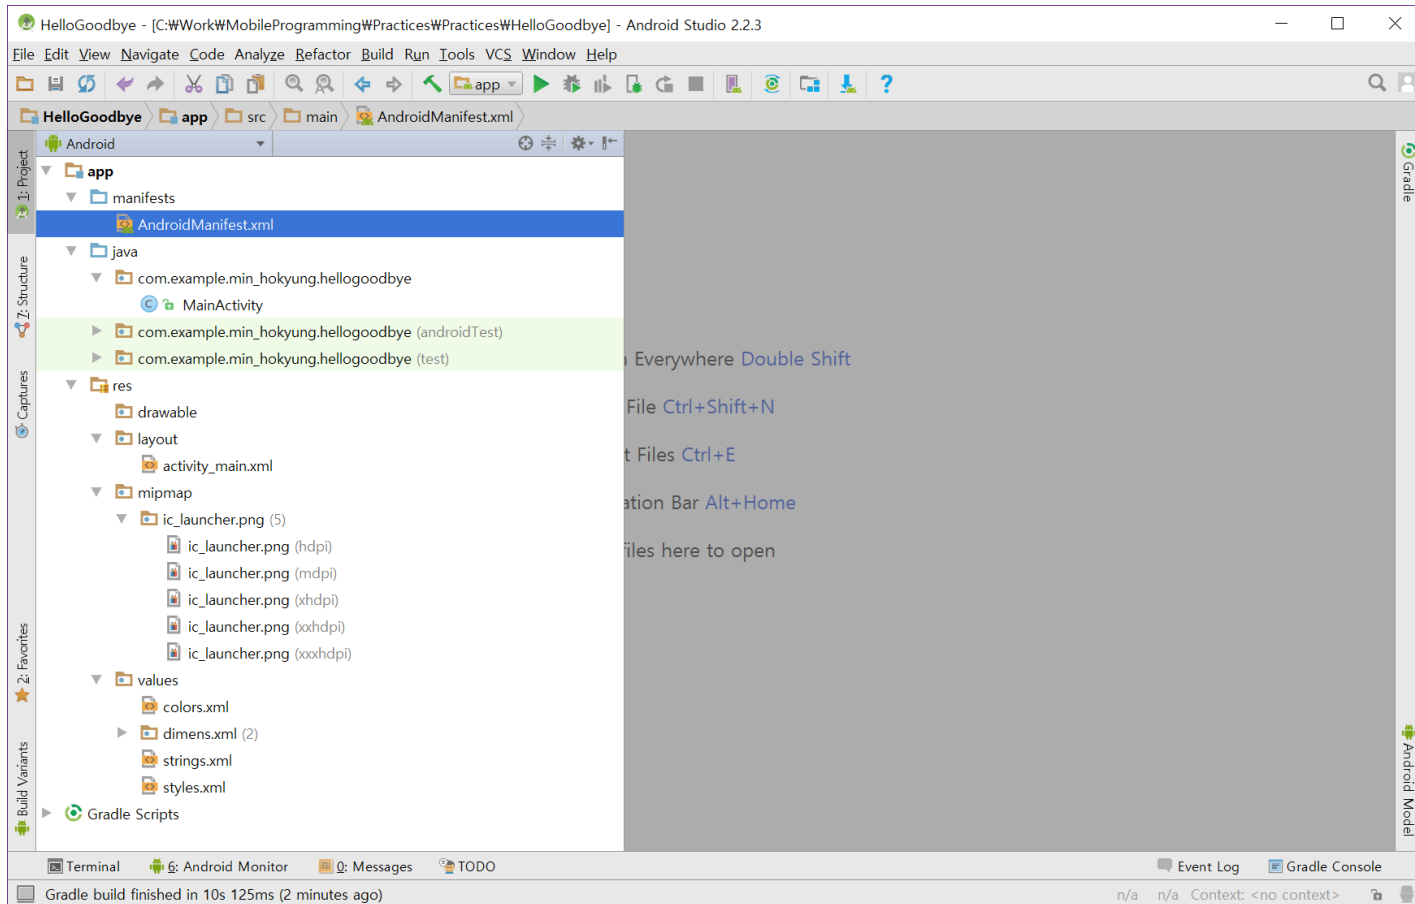 HelloGoodbye - [C:₩Work₩MobileProgramming₩Practices₩Practices₩HelloGoodbye] - Android Studio 2.2.3
File Edit View Navigate Code Analyze Refactor Build Run Tools VCS Window Help
app
HelloGoodbye app src main AndroidManifest.xml
Android
1: Project
7: Structure
Captures
2: Favorites
Build Variants
app
manifests
AndroidManifest.xml
java
com.example.min_hokyung.hellogoodbye
C MainActivity
com.example.min_hokyung.hellogoodbye (androidTest)
com.example.min_hokyung.hellogoodbye (test)
res
drawable
layout
activity_main.xml
mipmap
ic_launcher.png (5)
ic_launcher.png (hdpi)
ic_launcher.png (mdpi)
ic_launcher.png (xhdpi)
ic_launcher.png (xxhdpi)
ic_launcher.png (xxxhdpi)
values
colors.xml
dimens.xml (2)
strings.xml
styles.xml
Gradle Scripts
Everywhere Double Shift
File Ctrl+Shift+N
t Files Ctrl+E
ation Bar Alt+Home
files here to open
Gradle
Android Model
Terminal 6: Android Monitor 0: Messages TODO Event Log Gradle Console
Gradle build finished in 10s 125ms (2 minutes ago) n/a n/a Context: <no context>